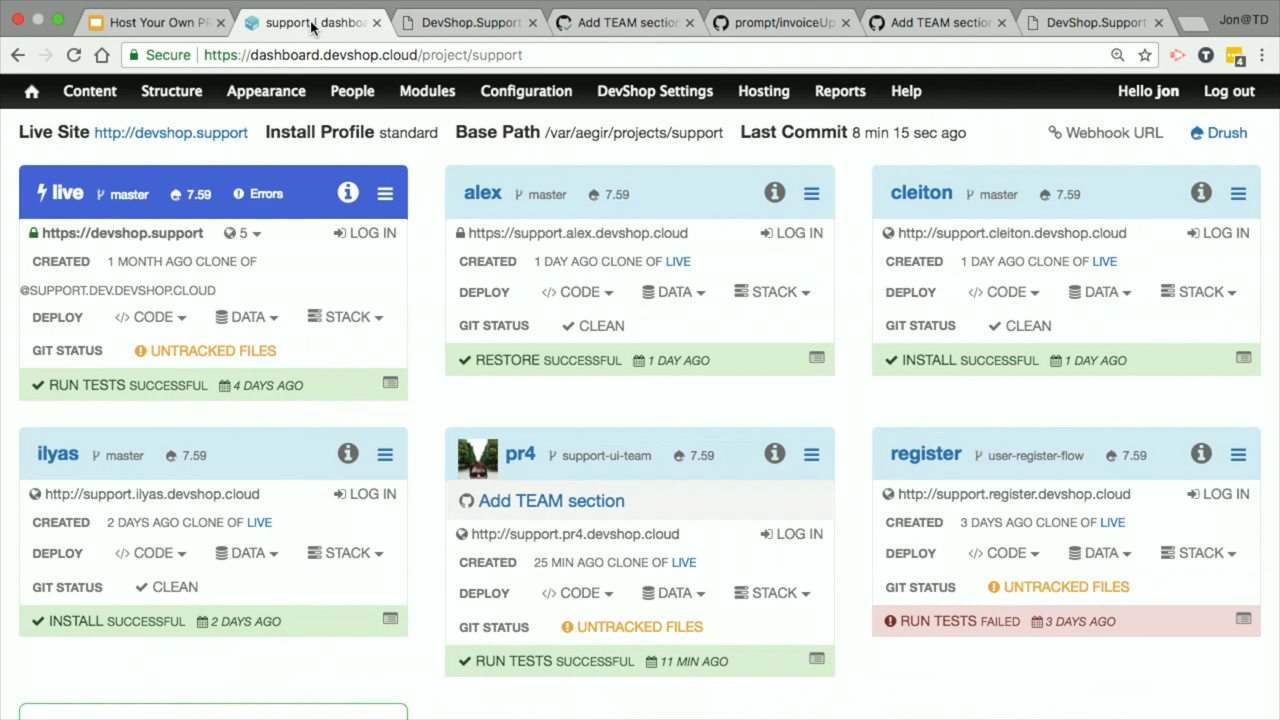 Host Your Own PR
support | dashboa
DevShop.Support
Add TEAM section
prompt/invoiceUp
Add TEAM section
DevShop.Support
Jon@TD
Secure https://dashboard.devshop.cloud/project/support
T
4
Content Structure Appearance People Modules Configuration DevShop Settings Hosting Reports Help Hello jon Log out
Live Site http://devshop.support Install Profile standard Base Path /var/aegir/projects/support Last Commit 8 min 15 sec ago Webhook URL Drush
live master 7.59 Errors
https://devshop.support 5 LOG IN
CREATED 1 MONTH AGO CLONE OF
@SUPPORT.DEV.DEVSHOP.CLOUD
DEPLOY </> CODE DATA STACK
GIT STATUS UNTRACKED FILES
RUN TESTS SUCCESSFUL 4 DAYS AGO
alex master 7.59
https://support.alex.devshop.cloud LOG IN
CREATED 1 DAY AGO CLONE OF LIVE
DEPLOY </> CODE DATA STACK
GIT STATUS CLEAN
RESTORE SUCCESSFUL 1 DAY AGO
cleiton master 7.59
http://support.cleiton.devshop.cloud LOG IN
CREATED 1 DAY AGO CLONE OF LIVE
DEPLOY </> CODE DATA STACK
GIT STATUS CLEAN
INSTALL SUCCESSFUL 1 DAY AGO
ilyas master 7.59
http://support.ilyas.devshop.cloud LOG IN
CREATED 2 DAYS AGO CLONE OF LIVE
DEPLOY </> CODE DATA STACK
GIT STATUS CLEAN
INSTALL SUCCESSFUL 2 DAYS AGO
pr4 support-ui-team 7.59
Add TEAM section
http://support.pr4.devshop.cloud LOG IN
CREATED 25 MIN AGO CLONE OF LIVE
DEPLOY </> CODE DATA STACK
GIT STATUS UNTRACKED FILES
RUN TESTS SUCCESSFUL 11 MIN AGO
register user-register-flow 7.59
http://support.register.devshop.cloud LOG IN
CREATED 3 DAYS AGO CLONE OF LIVE
DEPLOY </> CODE DATA STACK
GIT STATUS UNTRACKED FILES
RUN TESTS FAILED 3 DAYS AGO